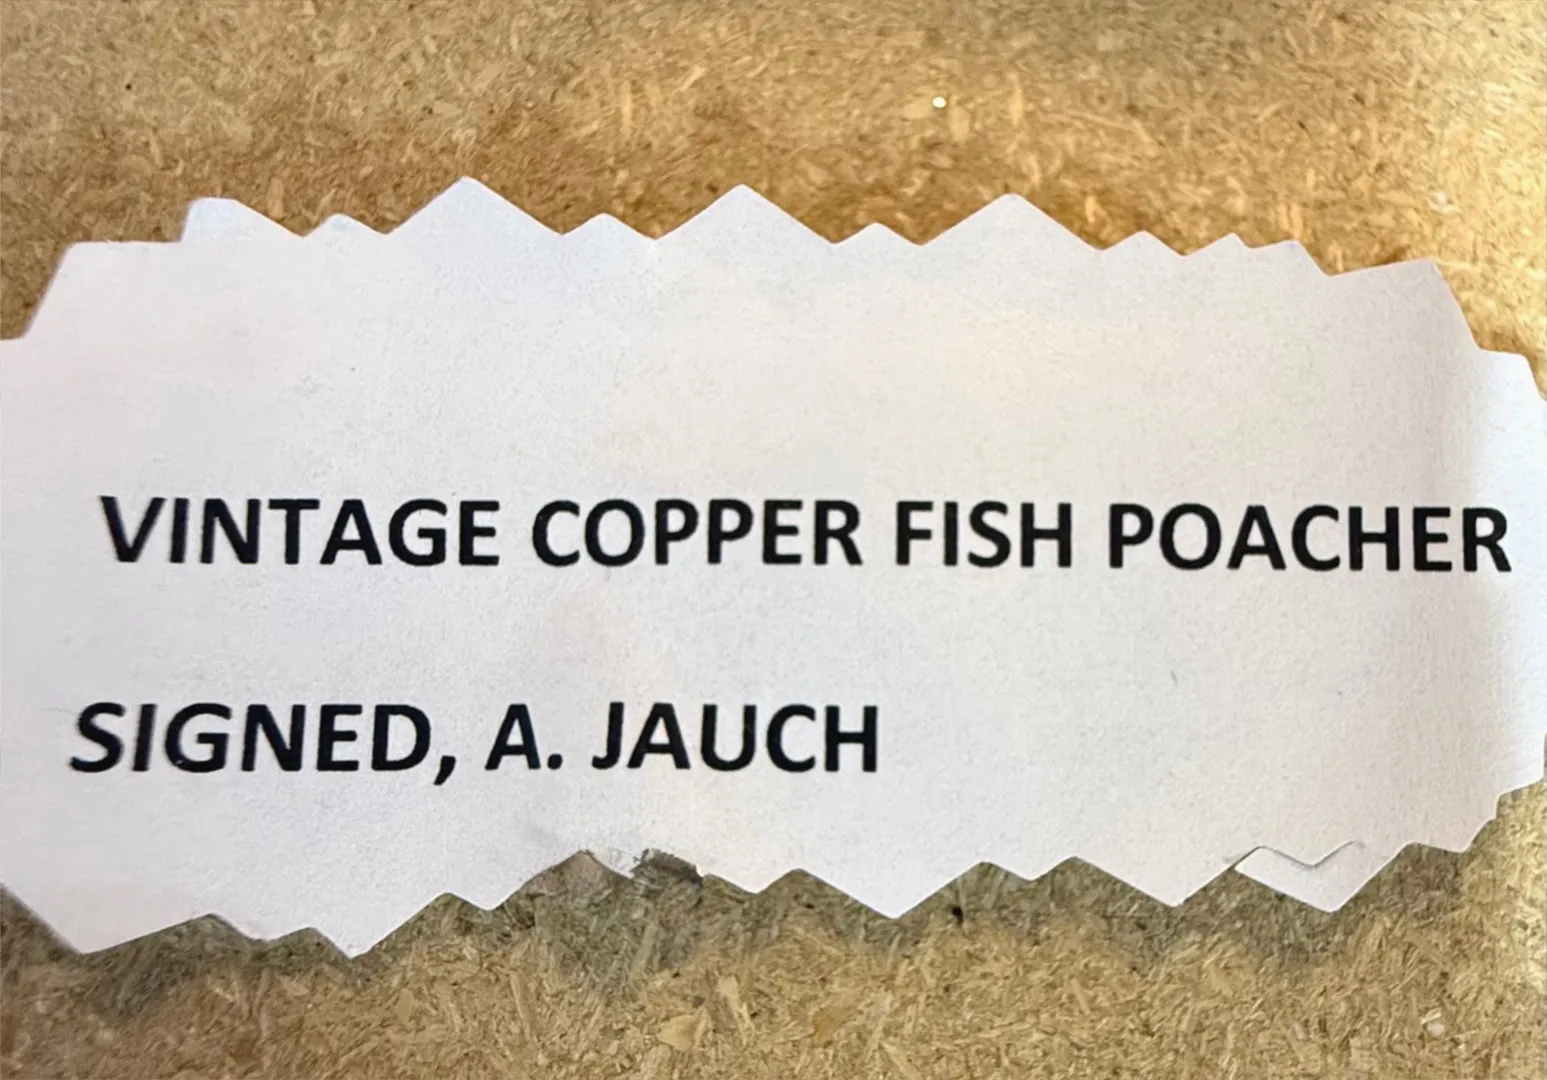 VINTAGE COPPER FISH POACHER
SIGNED, A. JAUCH